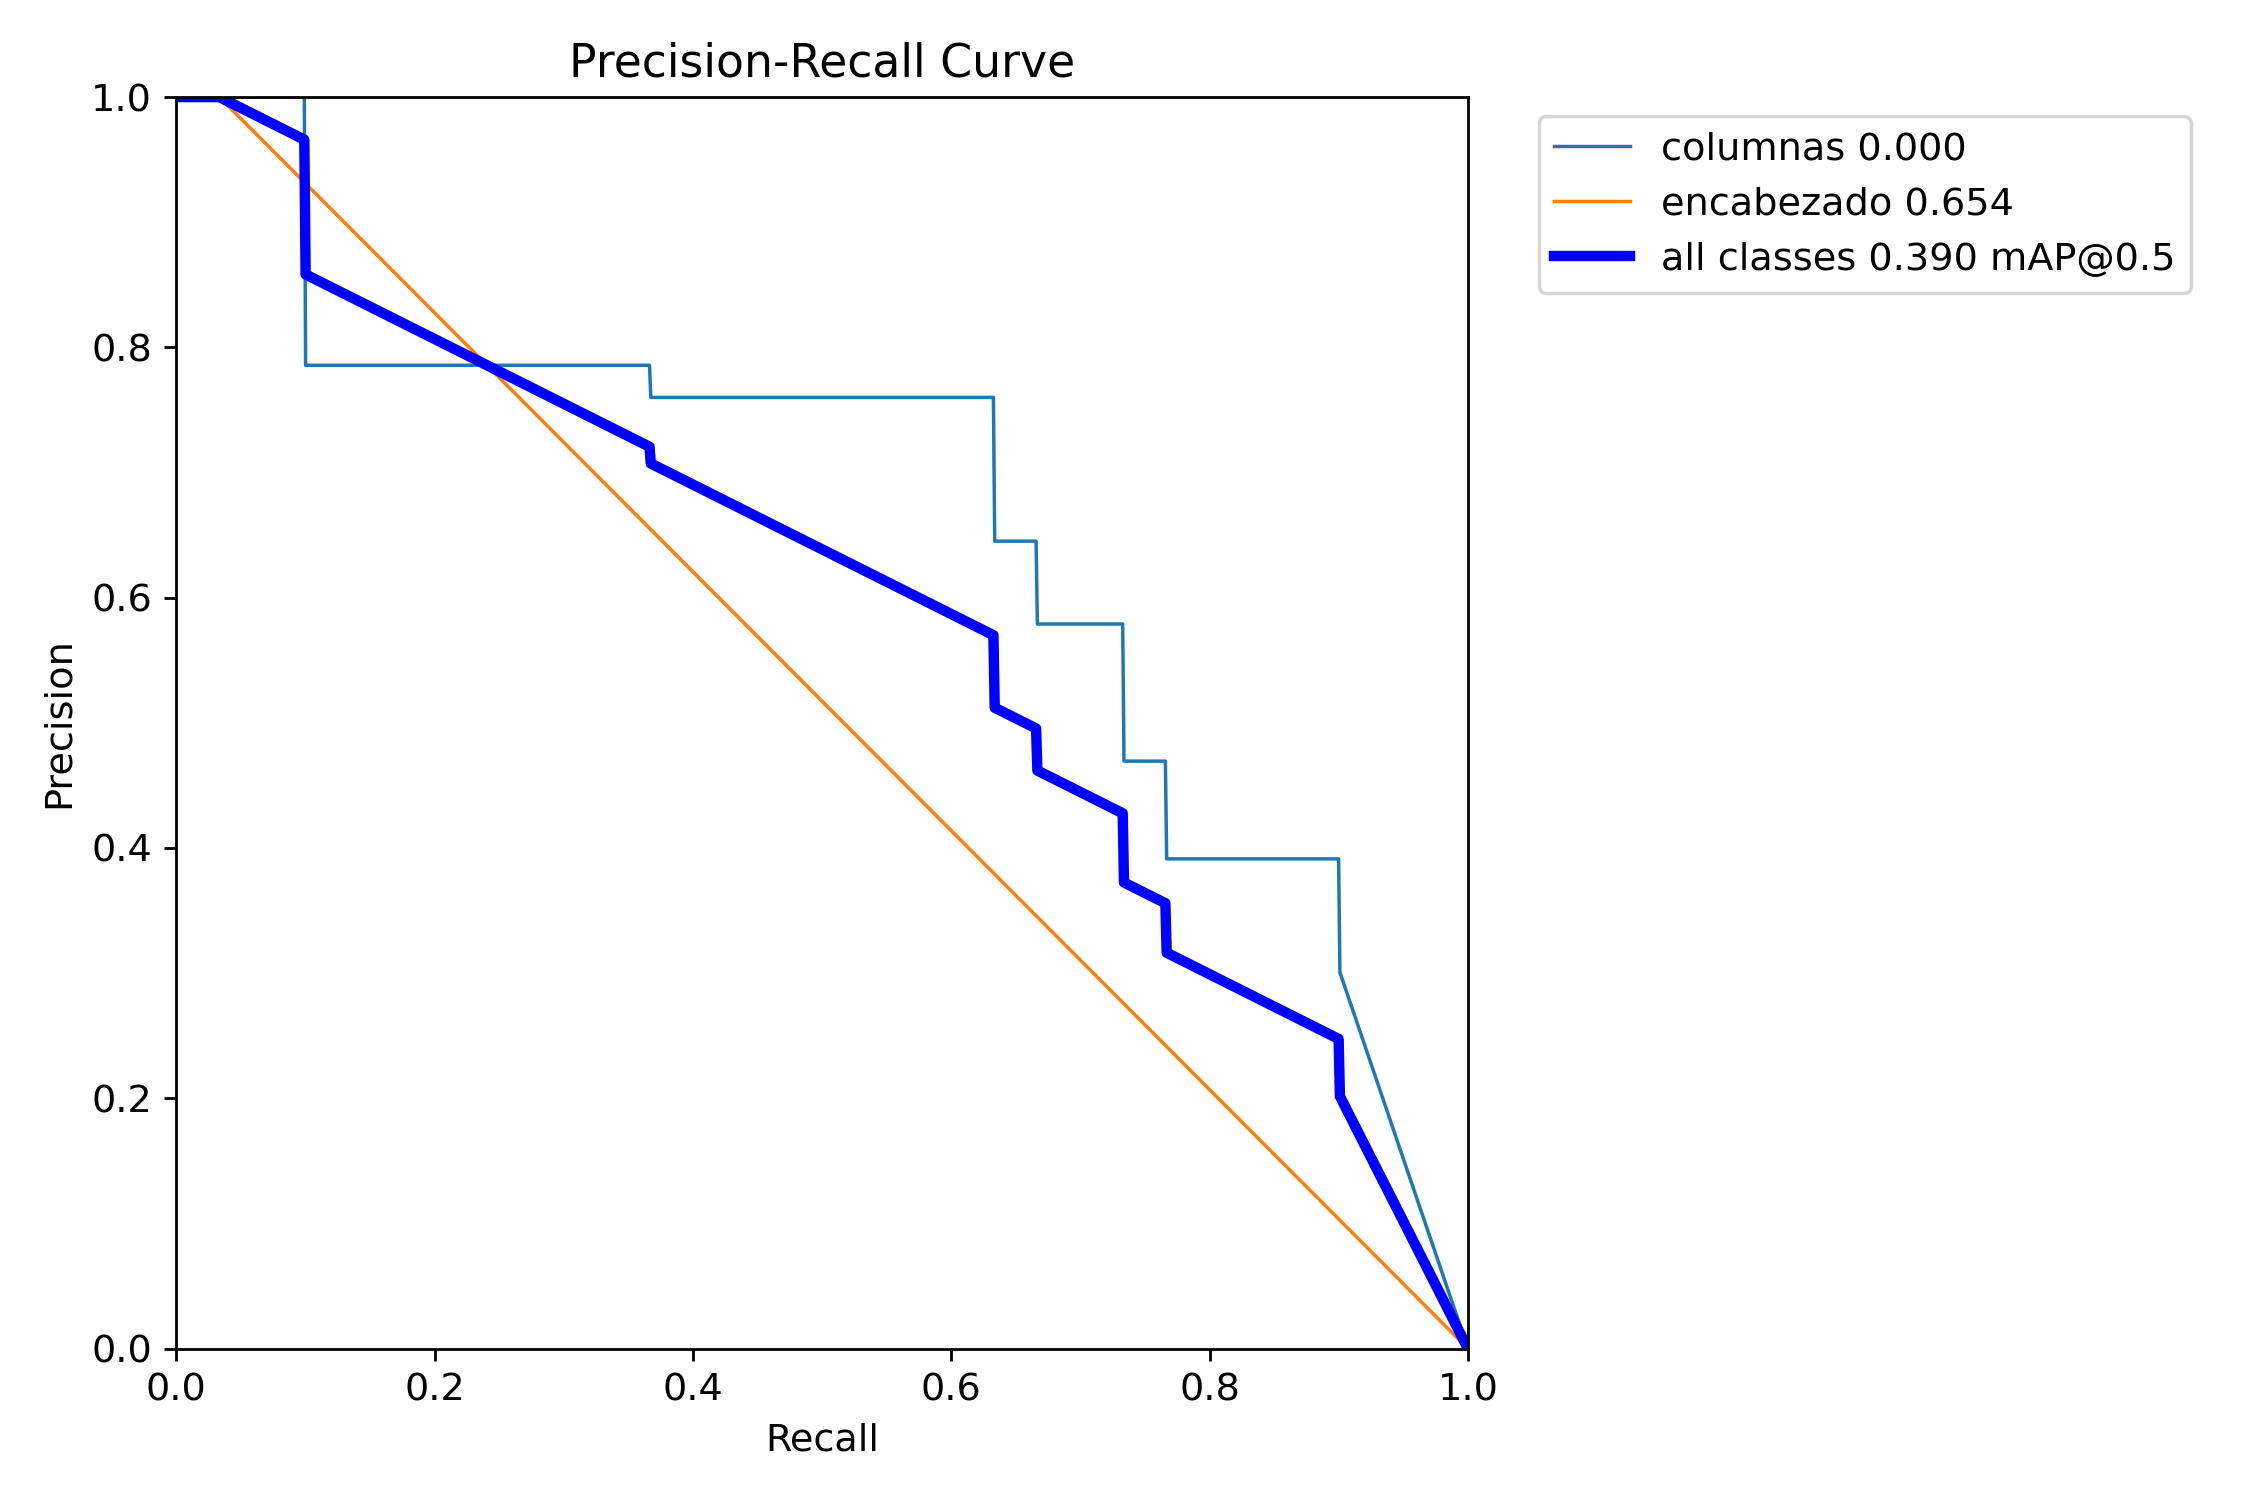 Precision-Recall Curve
1.0
0.8
0.6
0.4
0.2
0.0
Precision
0.0 0.2 0.4 0.6 0.8 1.0
Recall
columnas 0.000
encabezado 0.654
all classes 0.390 mAP@0.5